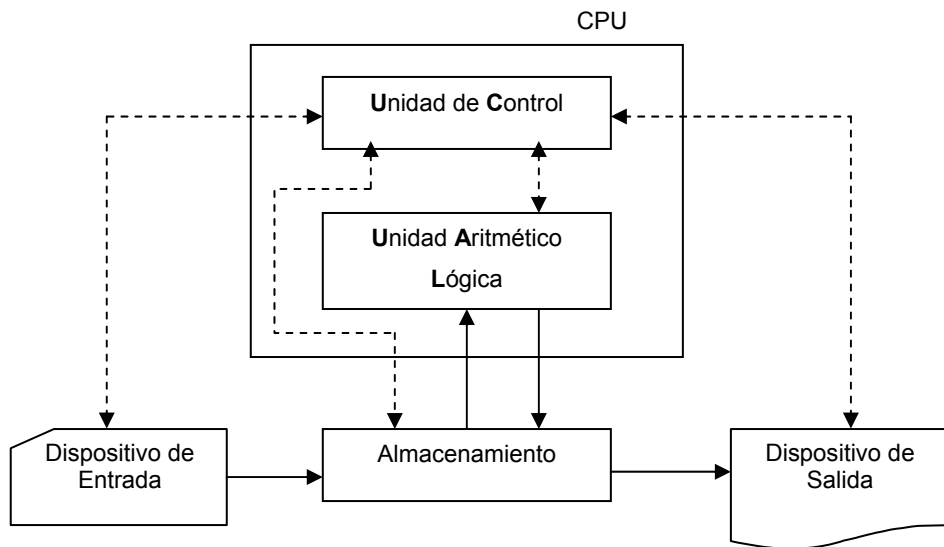 CPU
Unidad de Control
Unidad Aritmético
Lógica
Dispositivo de
Entrada
Almacenamiento
Dispositivo de
Salida